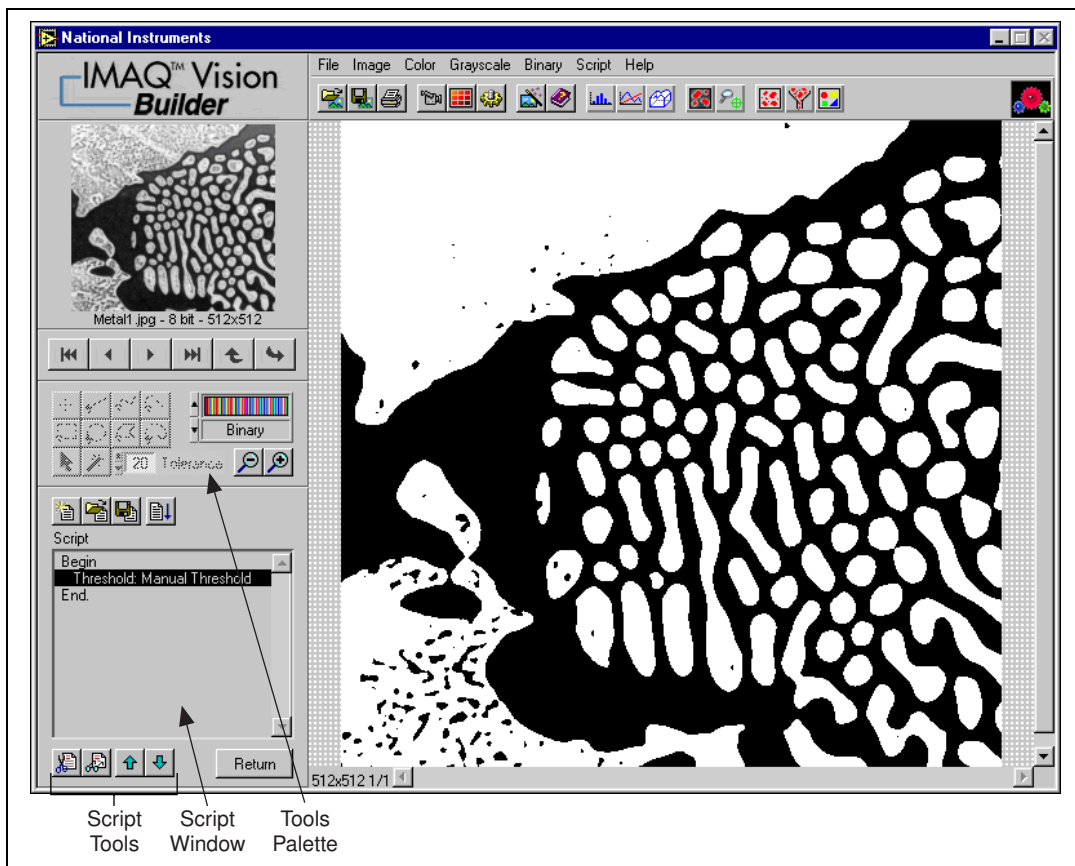 National Instruments
IMAQ™ Vision
Builder
File Image Color Grayscale Binary Script Help
Metal1.jpg - 8 bit - 512x512
Binary
20 Tolerance
Script
Begin
Threshold: Manual Threshold
End.
Return
512x512 1/1
Script
Tools
Script
Window
Tools
Palette